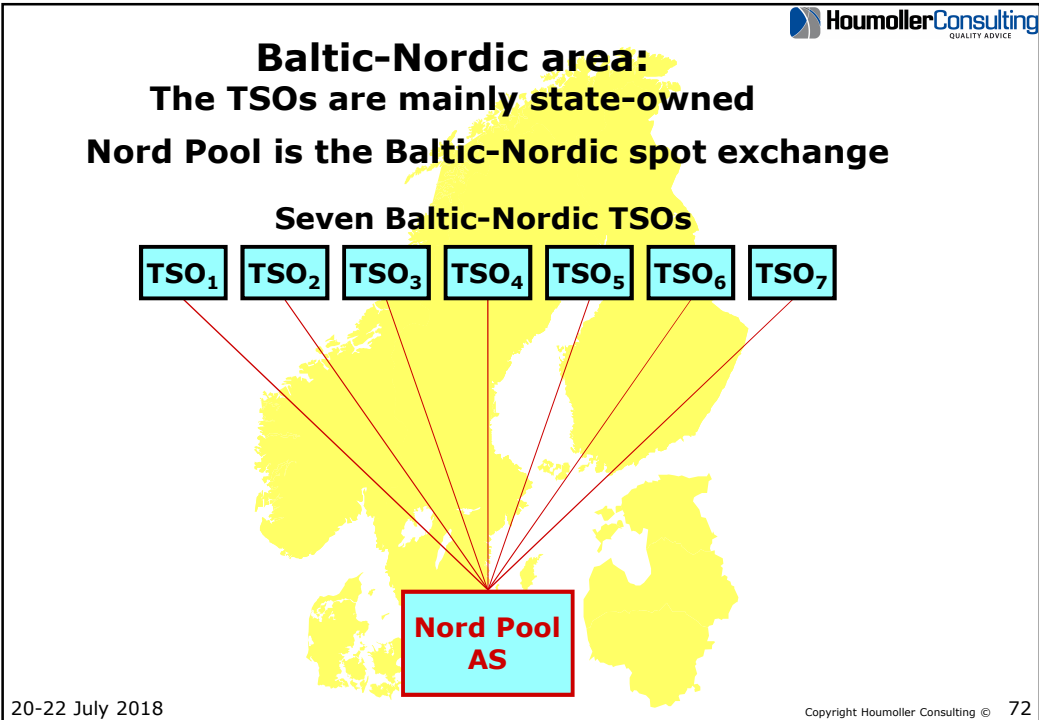 HoumollerConsulting
QUALITY ADVICE
Baltic-Nordic area:
The TSOs are mainly state-owned
Nord Pool is the Baltic-Nordic spot exchange
Seven Baltic-Nordic TSOs
TSO₁ TSO₂ TSO₃ TSO₄ TSO₅ TSO₆ TSO₇
Nord Pool
AS
20-22 July 2018 Copyright Houmoller Consulting © 72